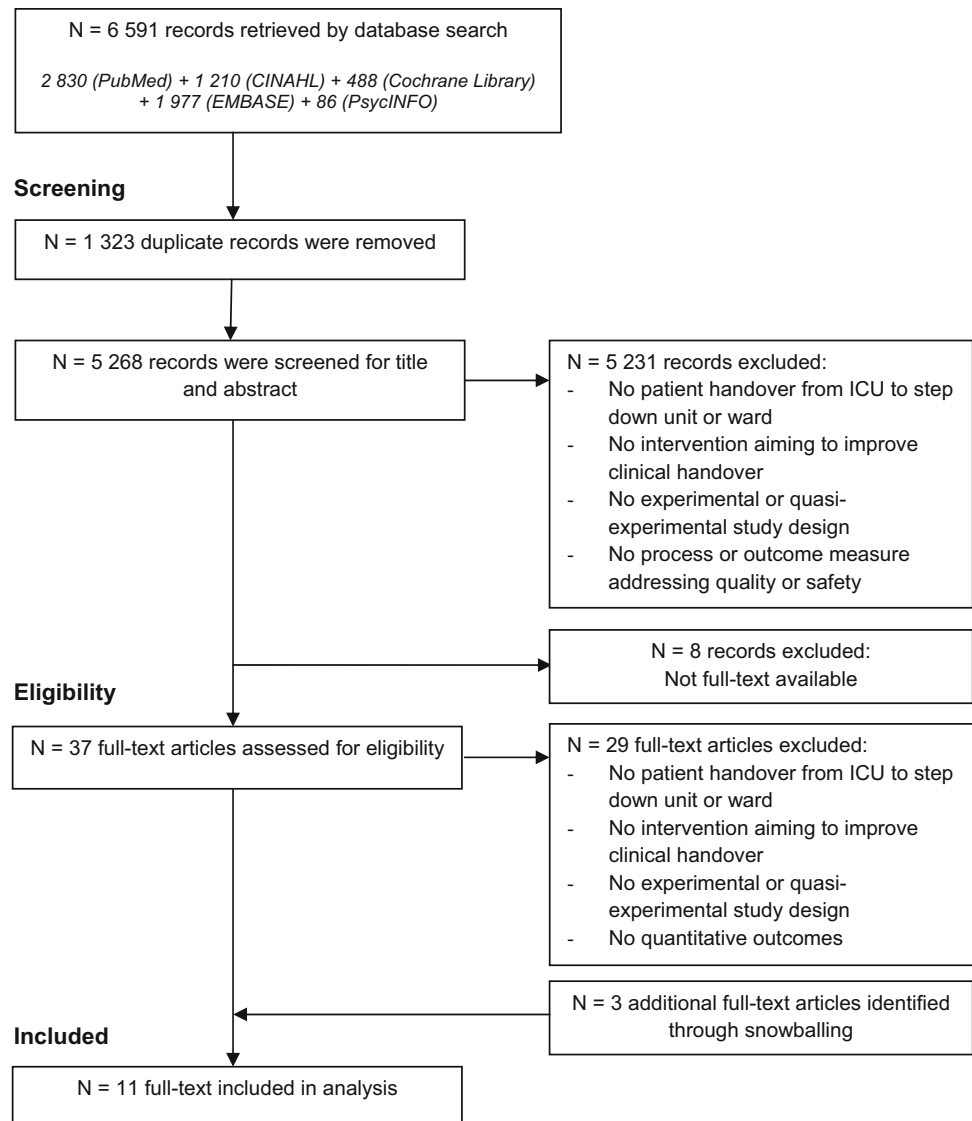 N = 6 591 records retrieved by database search
2 830 (PubMed) + 1 210 (CINAHL) + 488 (Cochrane Library)
+ 1 977 (EMBASE) + 86 (PsycINFO)
Screening
N = 1 323 duplicate records were removed
N = 5 268 records were screened for title
and abstract
N = 5 231 records excluded:
- No patient handover from ICU to step
down unit or ward
- No intervention aiming to improve
clinical handover
- No experimental or quasi-
experimental study design
- No process or outcome measure
addressing quality or safety
N = 8 records excluded:
Not full-text available
Eligibility
N = 37 full-text articles assessed for eligibility
N = 29 full-text articles excluded:
- No patient handover from ICU to step
down unit or ward
- No intervention aiming to improve
clinical handover
- No experimental or quasi-
experimental study design
- No quantitative outcomes
N = 3 additional full-text articles identified
through snowballing
Included
N = 11 full-text included in analysis